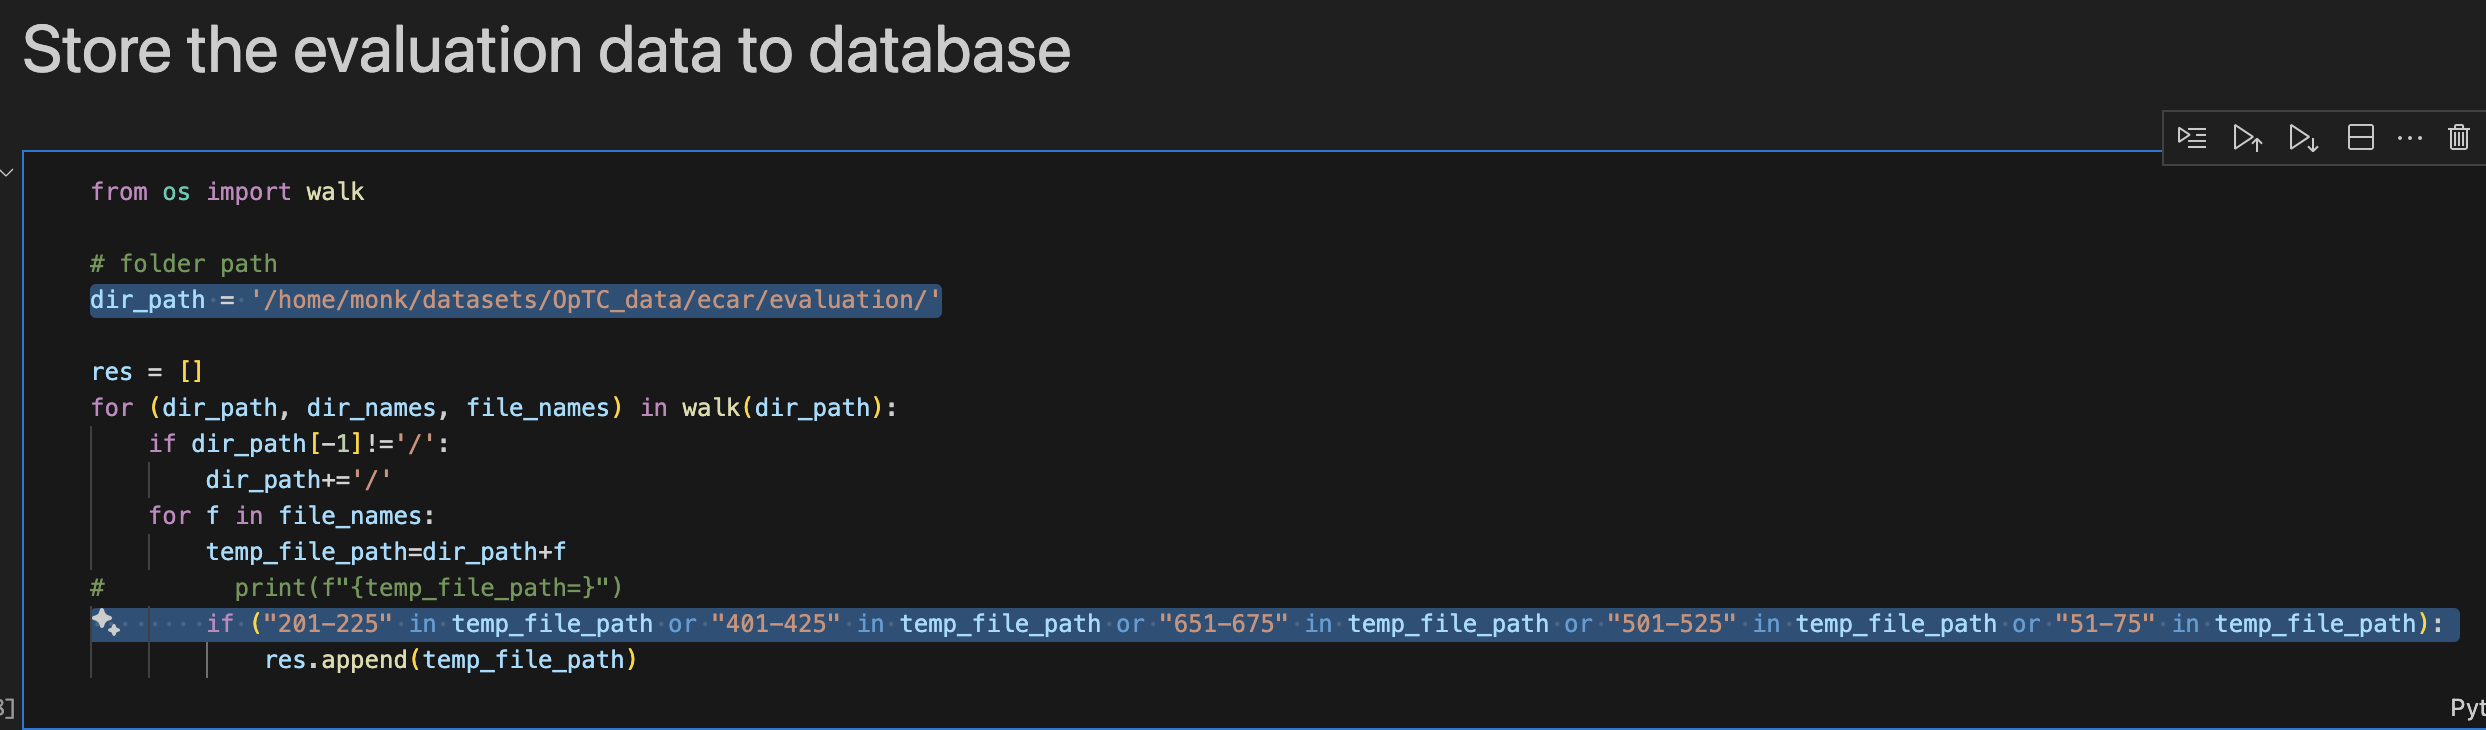 Store the evaluation data to database
from os import walk
# folder path
dir_path = '/home/monk/datasets/OpTC_data/ecar/evaluation/'
res = []
for (dir_path, dir_names, file_names) in walk(dir_path):
    if dir_path[-1]!='/':
        dir_path+='/'
    for f in file_names:
        temp_file_path=dir_path+f
#         print(f"{temp_file_path=}")
        if ("201-225" in temp_file_path or "401-425" in temp_file_path or "651-675" in temp_file_path or "501-525" in temp_file_path or "51-75" in temp_file_path):
            res.append(temp_file_path)